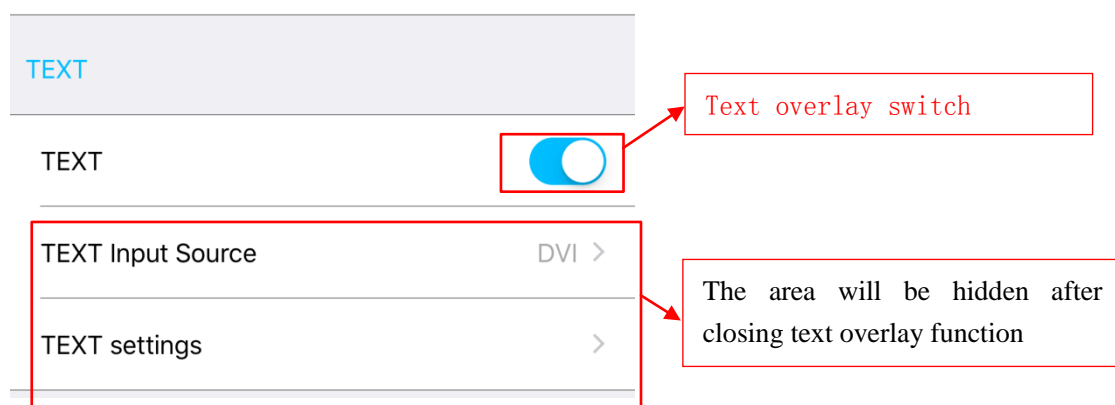 TEXT
Text overlay switch
TEXT
TEXT Input Source DVI >
The area will be hidden after
closing text overlay function
TEXT settings >